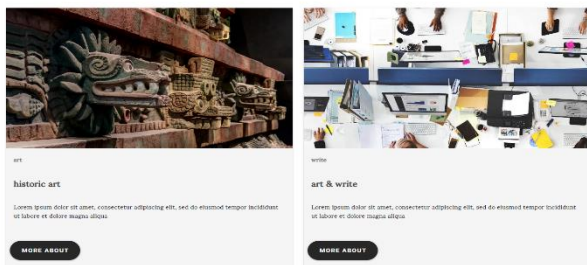 art
historic art
Lorem ipsum dolor sit amet, consectetur adipiscing elit, sed do eiusmod tempor incididunt
ut labore et dolore magna aliqua
MORE ABOUT
write
art & write
Lorem ipsum dolor sit amet, consectetur adipiscing elit, sed do eiusmod tempor incididunt
ut labore et dolore magna aliqua
MORE ABOUT